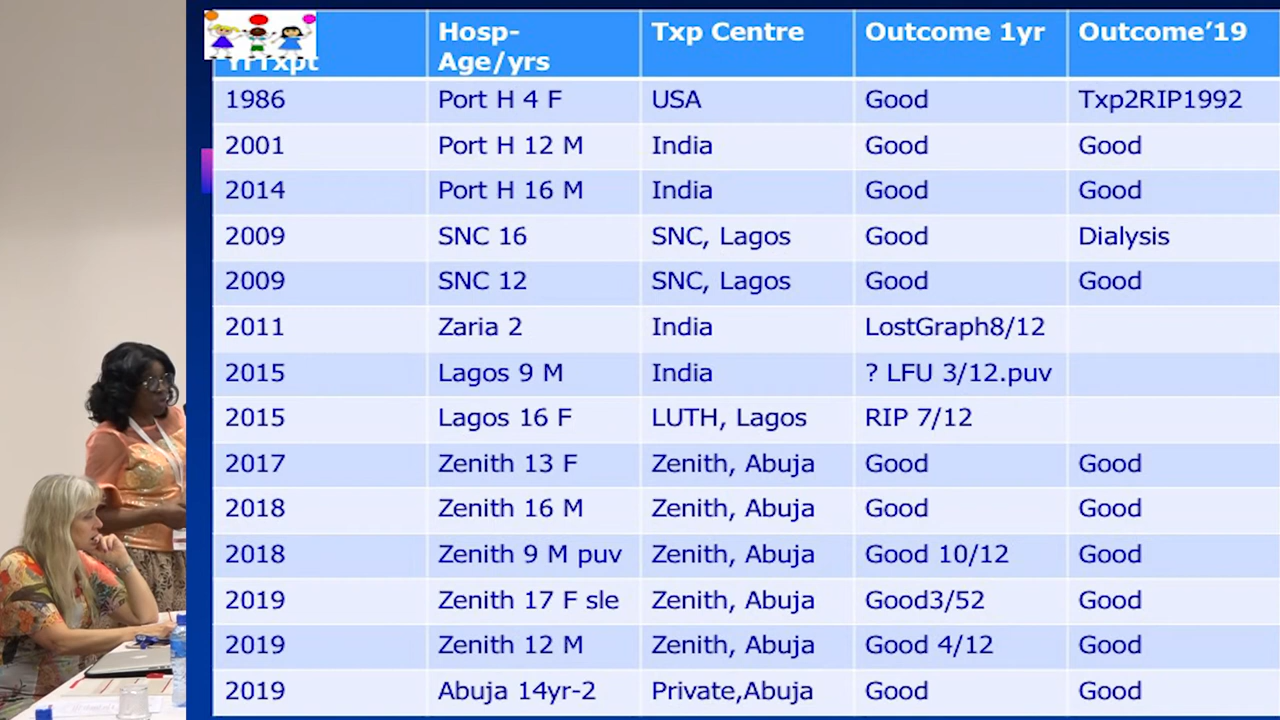 YrTxpt Hosp-Age/yrs Txp Centre Outcome 1yr Outcome’19
1986 Port H 4 F USA Good Txp2RIP1992
2001 Port H 12 M India Good Good
2014 Port H 16 M India Good Good
2009 SNC 16 SNC, Lagos Good Dialysis
2009 SNC 12 SNC, Lagos Good Good
2011 Zaria 2 India LostGraph8/12
2015 Lagos 9 M India ? LFU 3/12.puv
2015 Lagos 16 F LUTH, Lagos RIP 7/12
2017 Zenith 13 F Zenith, Abuja Good Good
2018 Zenith 16 M Zenith, Abuja Good Good
2018 Zenith 9 M puv Zenith, Abuja Good 10/12 Good
2019 Zenith 17 F sle Zenith, Abuja Good3/52 Good
2019 Zenith 12 M Zenith, Abuja Good 4/12 Good
2019 Abuja 14yr-2 Private,Abuja Good Good